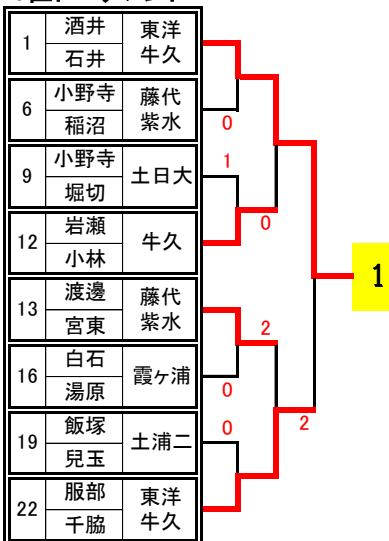 1 酒井 東洋
石井 牛久
6 小野寺 藤代
稲沼 紫水
0
9 小野寺 土日大
堀切
1
12 岩瀬 牛久
小林
0
1
13 渡邊 藤代
宮東 紫水
2
16 白石 霞ヶ浦
湯原
0
19 飯塚 土浦二
兒玉
0
2
22 服部 東洋
千脇 牛久